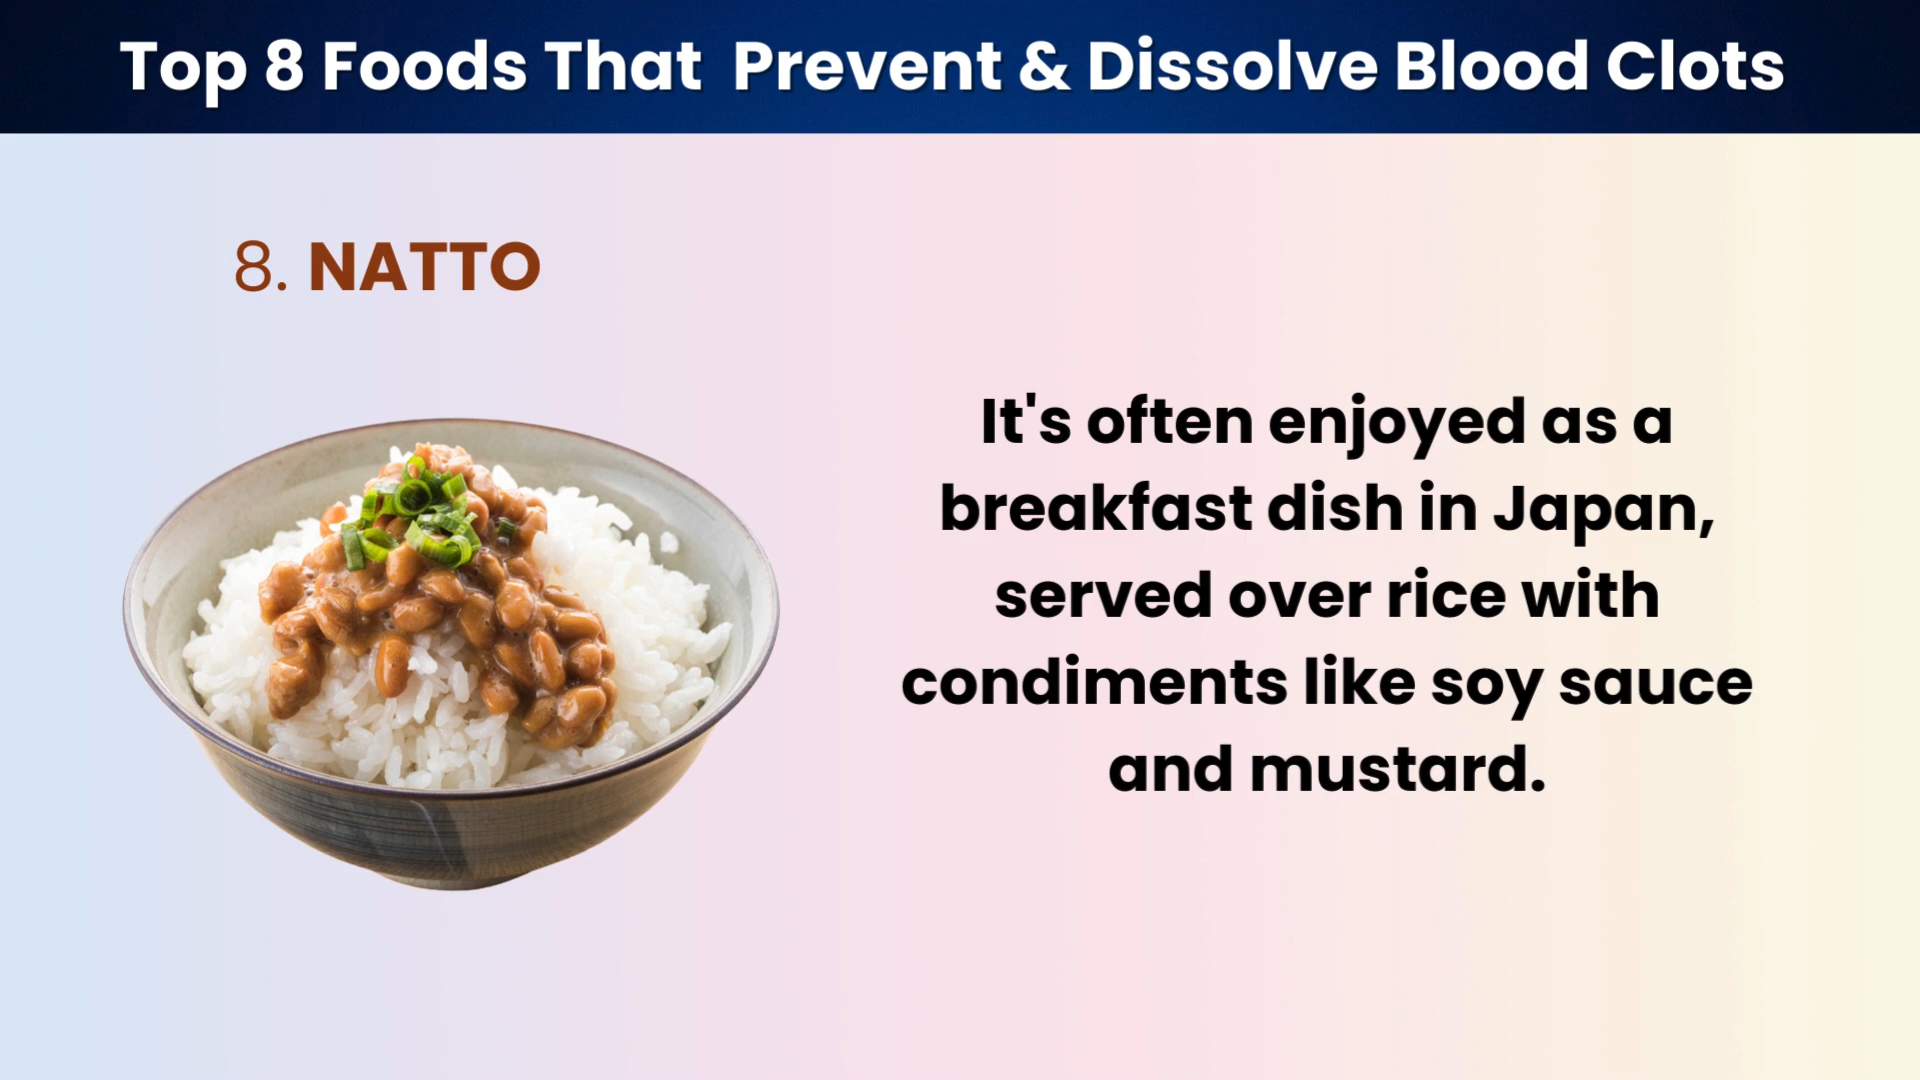 Top 8 Foods That  Prevent & Dissolve Blood Clots
8. NATTO
It's often enjoyed as a
breakfast dish in Japan,
served over rice with
condiments like soy sauce
and mustard.